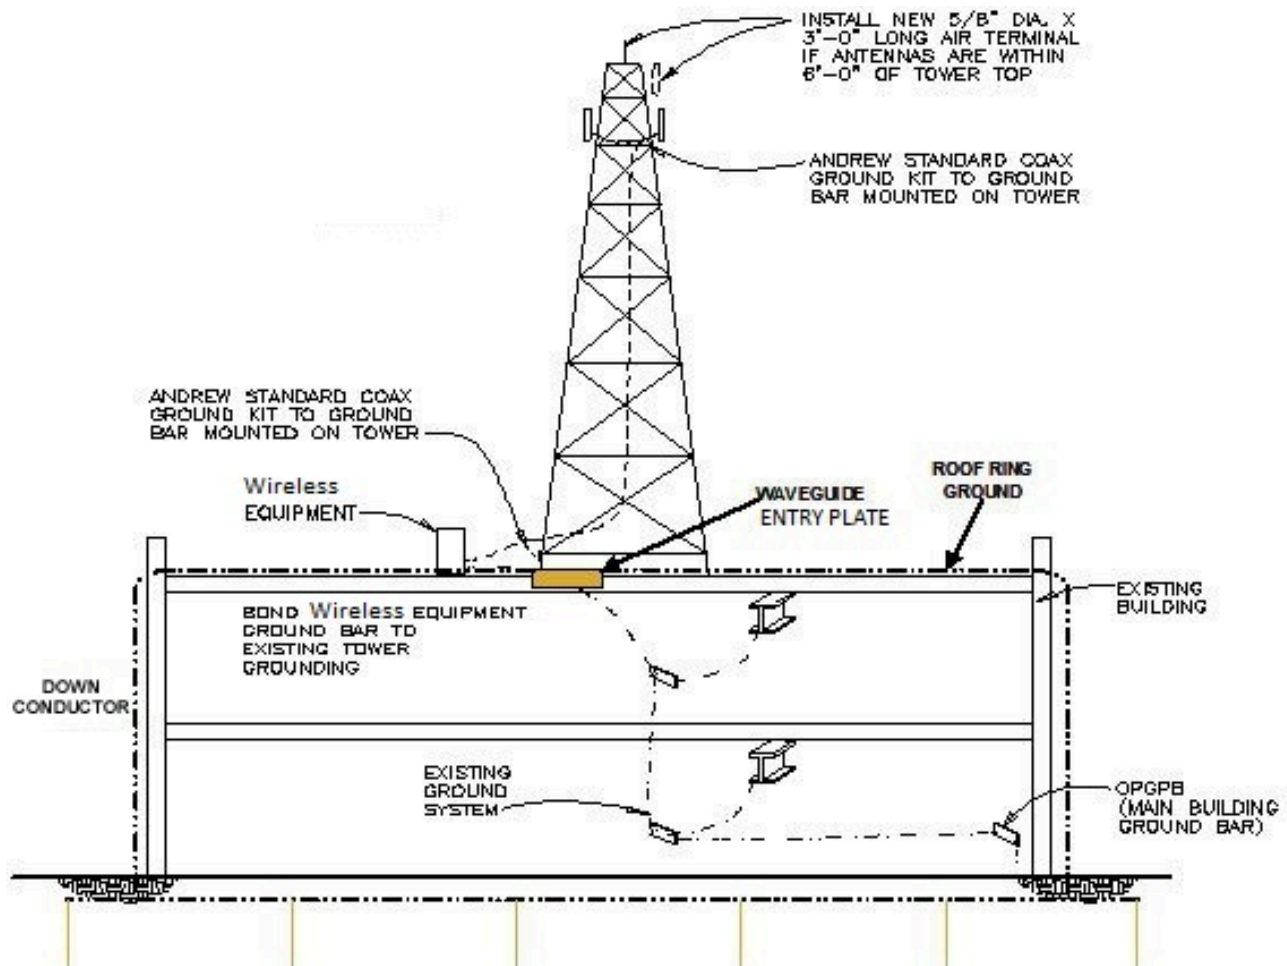 INSTALL NEW 5/8" DIA. X
3'-0" LONG AIR TERMINAL
IF ANTENNAS ARE WITHIN
6'-0" OF TOWER TOP
ANDREW STANDARD COAX
GROUND KIT TO GROUND
BAR MOUNTED ON TOWER
ANDREW STANDARD COAX
GROUND KIT TO GROUND
BAR MOUNTED ON TOWER
Wireless
EQUIPMENT
WAVEGUIDE
ENTRY PLATE
ROOF RING
GROUND
EXISTING
BUILDING
BOND Wireless EQUIPMENT
GROUND BAR TO
EXISTING TOWER
GROUNDING
DOWN
CONDUCTOR
EXISTING
GROUND
SYSTEM
OPGPB
(MAIN BUILDING
GROUND BAR)